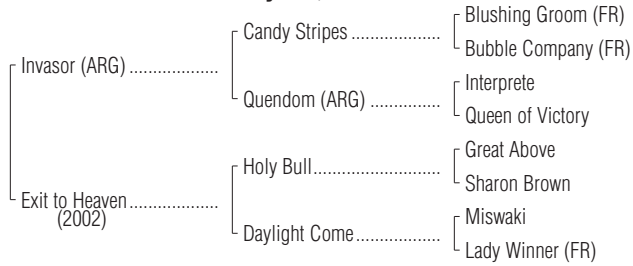 Blushing Groom (FR)
Candy Stripes ...................
Bubble Company (FR)
Invasor (ARG) ...................
Interprete
Quendom (ARG) ...............
Queen of Victory
Great Above
Holy Bull...........................
Sharon Brown
Exit to Heaven...................
(2002)
Miswaki
Daylight Come..................
Lady Winner (FR)